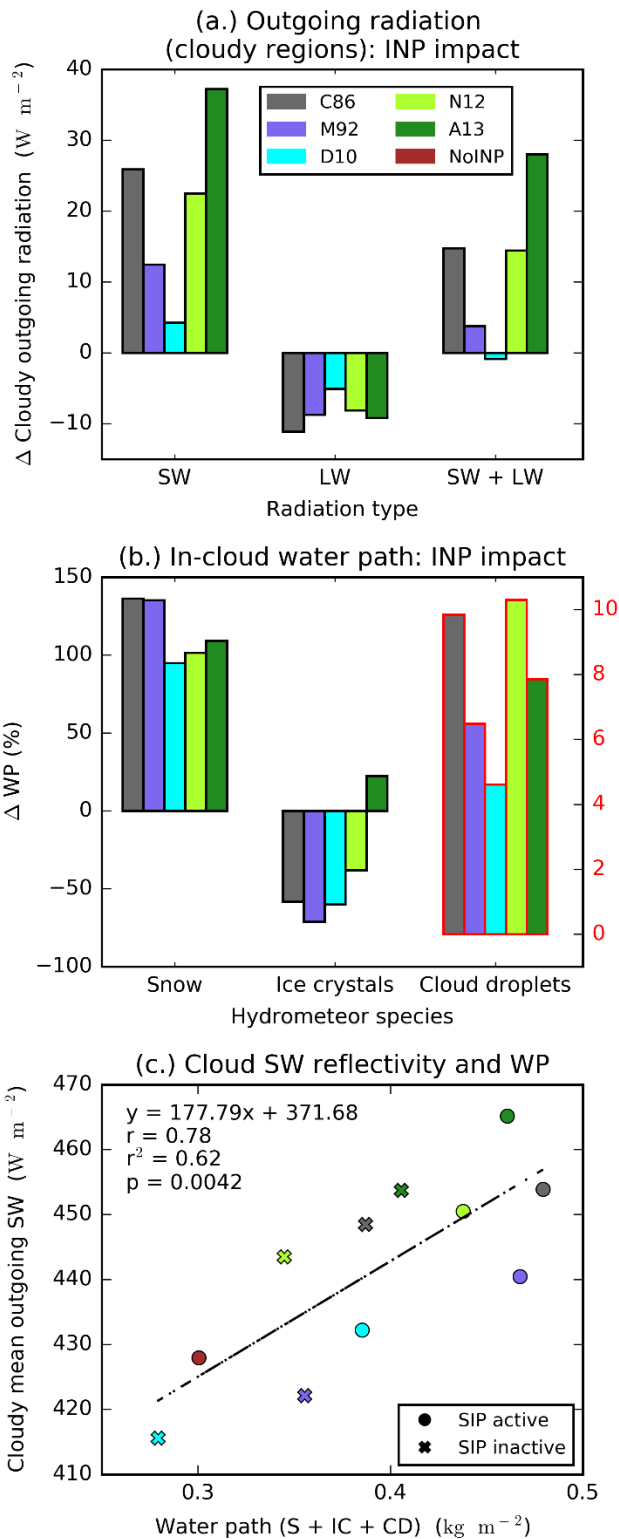 (a.) Outgoing radiation
(cloudy regions): INP impact
Δ Cloudy outgoing radiation (W m⁻²)
40
30
20
10
0
−10
C86
M92
D10
N12
A13
NoINP
SW
LW
SW + LW
Radiation type
(b.) In-cloud water path: INP impact
Δ WP (%)
150
100
50
0
−50
−100
10
8
6
4
2
0
Snow
Ice crystals
Cloud droplets
Hydrometeor species
(c.) Cloud SW reflectivity and WP
Cloudy mean outgoing SW (W m⁻²)
470
460
450
440
430
420
410
y = 177.79x + 371.68
r = 0.78
r² = 0.62
p = 0.0042
SIP active
SIP inactive
0.3
0.4
0.5
Water path (S + IC + CD) (kg m⁻²)